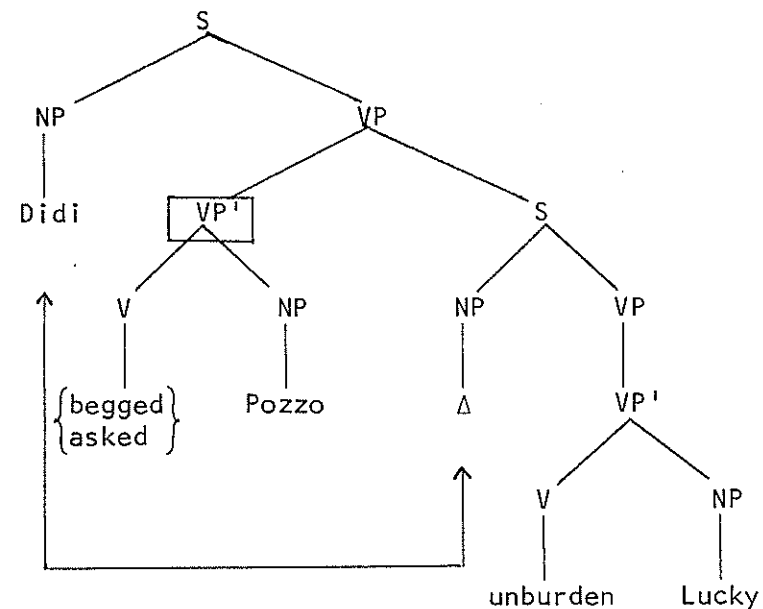 S
NP VP
Didi VP' S
V NP NP VP
{begged
asked} Pozzo Δ VP'
V NP
unburden Lucky